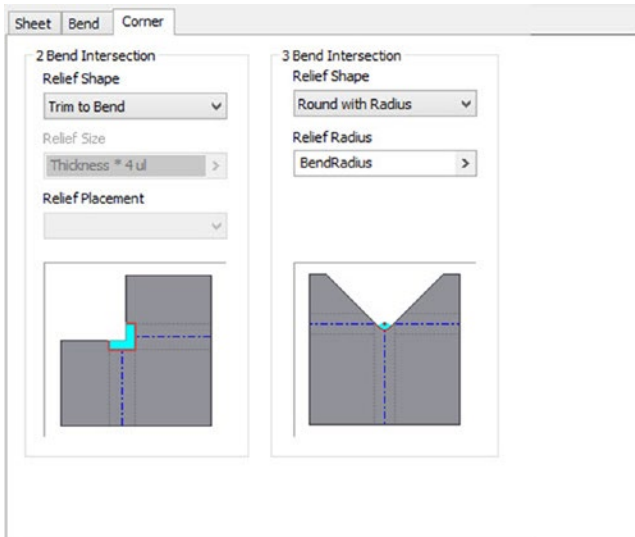 Sheet Bend Corner
2 Bend Intersection
Relief Shape
Trim to Bend
Relief Size
Thickness * 4 ul
Relief Placement
3 Bend Intersection
Relief Shape
Round with Radius
Relief Radius
BendRadius